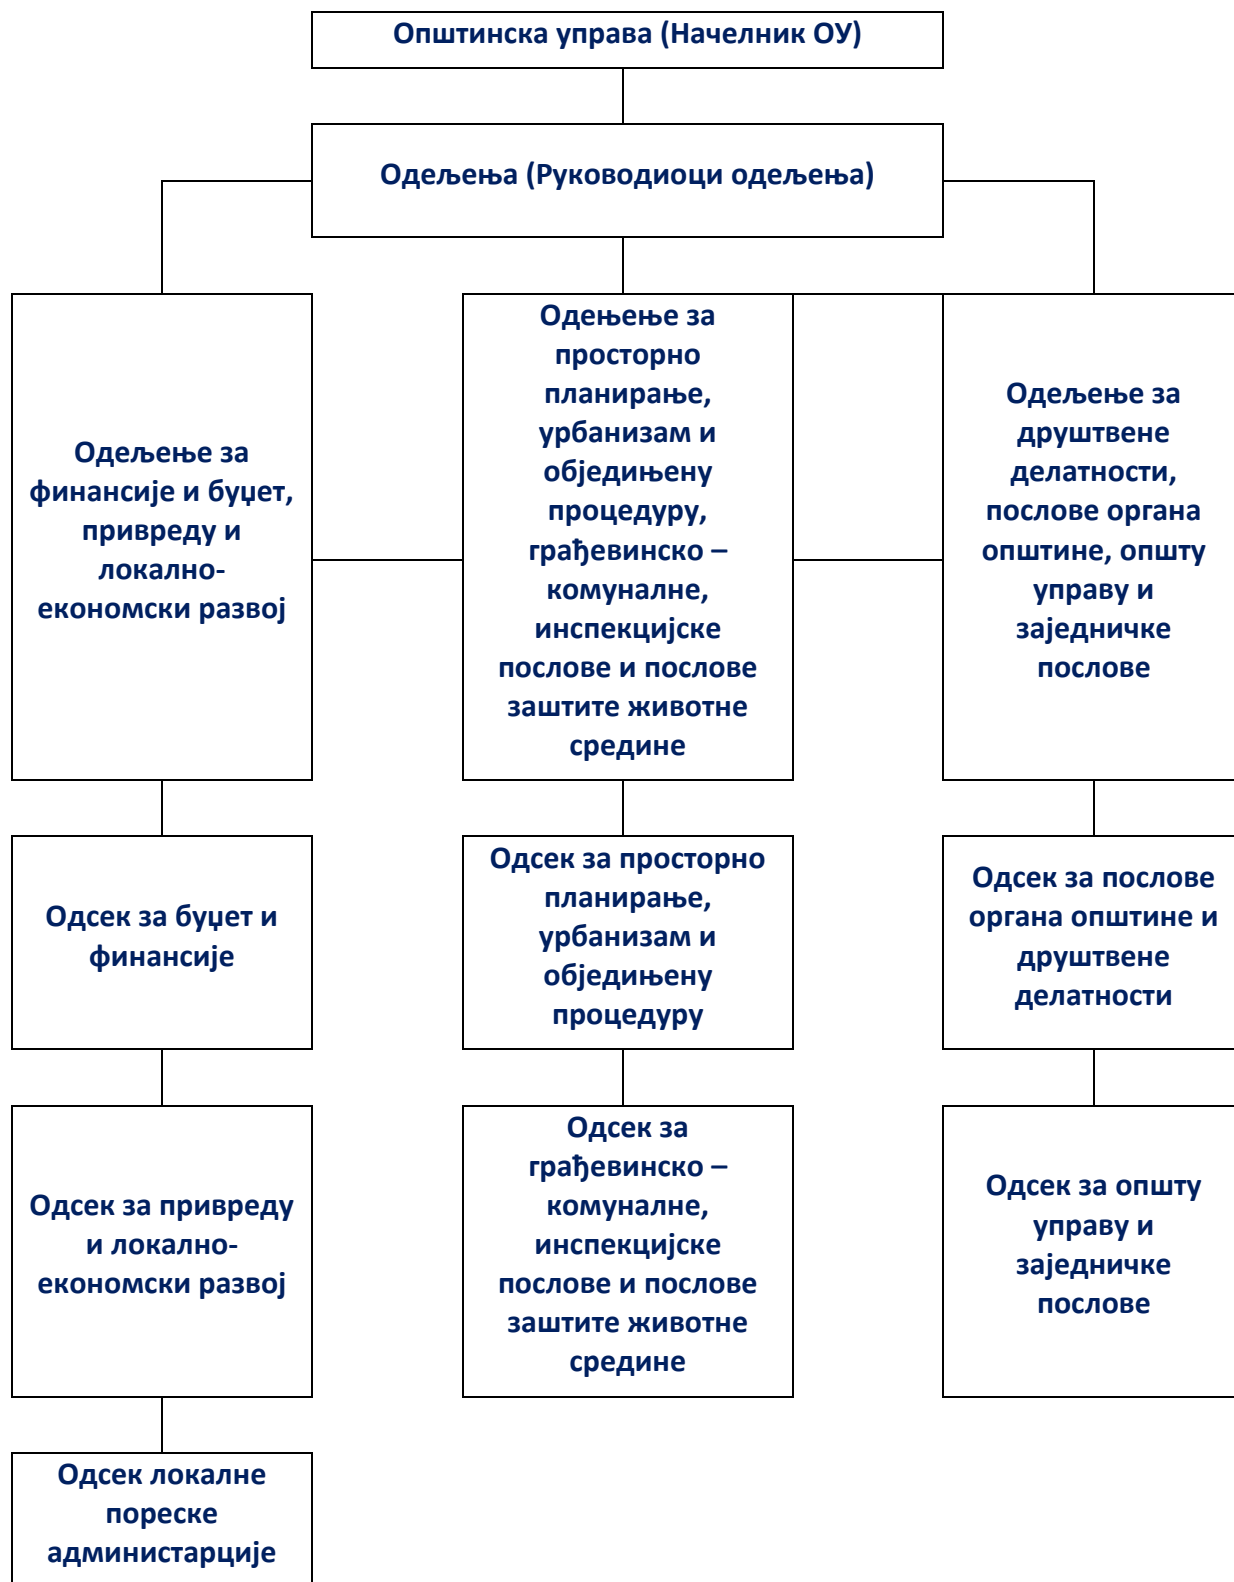 Општинска управа (Начелник ОУ)
Одељења (Руководиоци одељења)
Одељење за
финансије и буџет,
привреду и
локално-
економски развој
Одењење за
просторно
планирање,
урбанизам и
обједињену
процедуру,
грађевинско –
комуналне,
инспекцијске
послове и послове
заштите животне
средине
Одељење за
друштвене
делатности,
послове органа
општине, општу
управу и
заједничке
послове
Одсек за буџет и
финансије
Одсек за просторно
планирање,
урбанизам и
обједињену
процедуру
Одсек за послове
органа општине и
друштвене
делатности
Одсек за привреду
и локално-
економски развој
Одсек за
грађевинско –
комуналне,
инспекцијске
послове и послове
заштите животне
средине
Одсек за општу
управу и
заједничке
послове
Одсек локалне
пореске
администарције